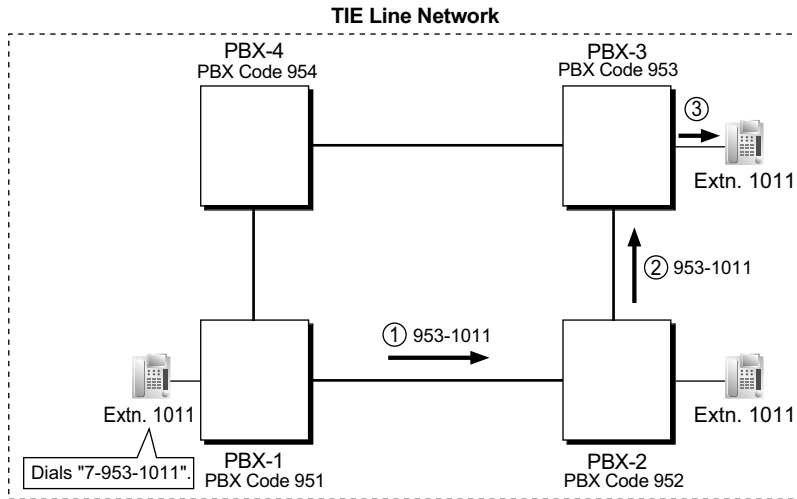 TIE Line Network
PBX-4
PBX Code 954
PBX-3
PBX Code 953
3
Extn. 1011
2 953-1011
1 953-1011
Extn. 1011
Extn. 1011
Dials "7-953-1011".
PBX-1
PBX Code 951
PBX-2
PBX Code 952